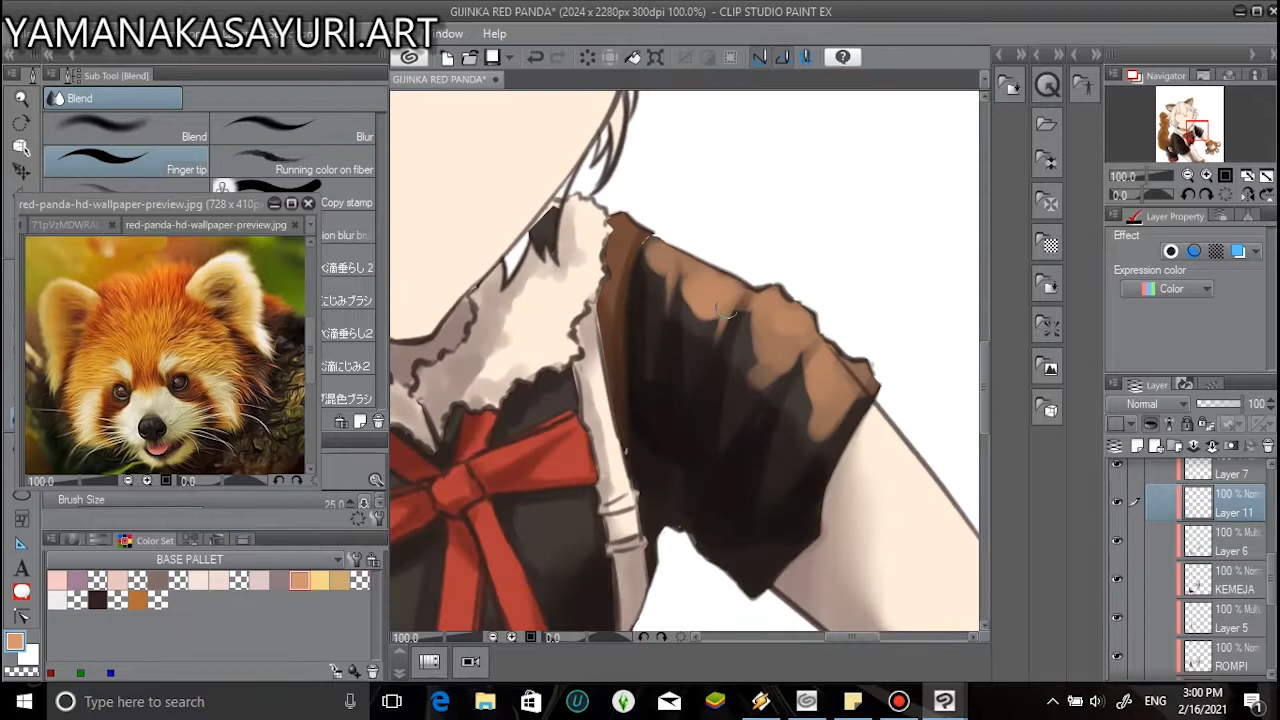 GIJINKA RED PANDA* (2024 x 2280px 300dpi 100.0%) - CLIP STUDIO PAINT EX
YAMANAKASAYURI.ART
Help
Sub Tool [Blend]
GIJINKA RED PANDA*
Navigator
Blend
Blend
Blur
Finger tip
Running color on fiber
Copy stamp
red-panda-hd-wallpaper-preview.jpg (728 x 410px
red-panda-hd-wallpaper-preview.jpg
ion blur bru
100.0
0.0
Layer Property
Effect
Expression color
Color
100.0
0.0
Brush Size
25.0
Color Set
BASE PALLET
Layer
Normal
100
Layer 7
Layer 11
Layer 6
KEMEJA
Layer 5
ROMPI
100.0
0.0
Type here to search
ENG
3:00 PM
2/16/2021